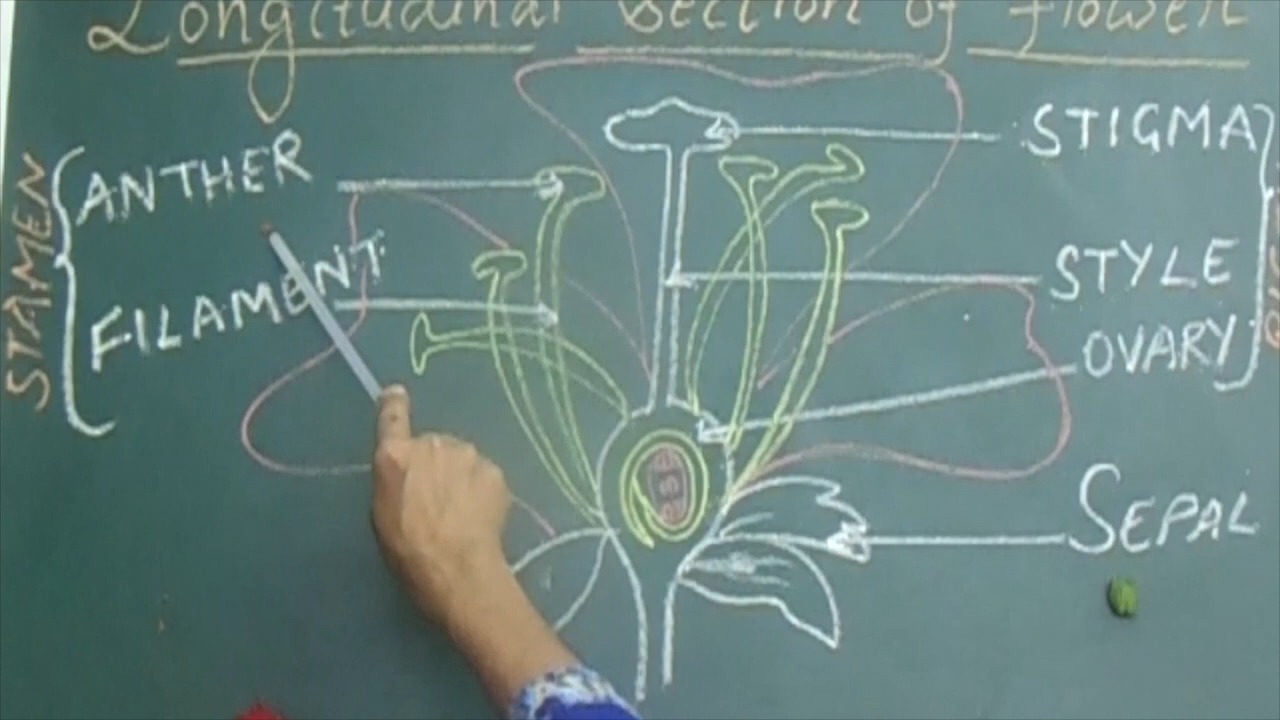 Longitudinal Section of flower
STAMEN
ANTHER
FILAMENT
STIGMA
STYLE
OVARY
SEPAL